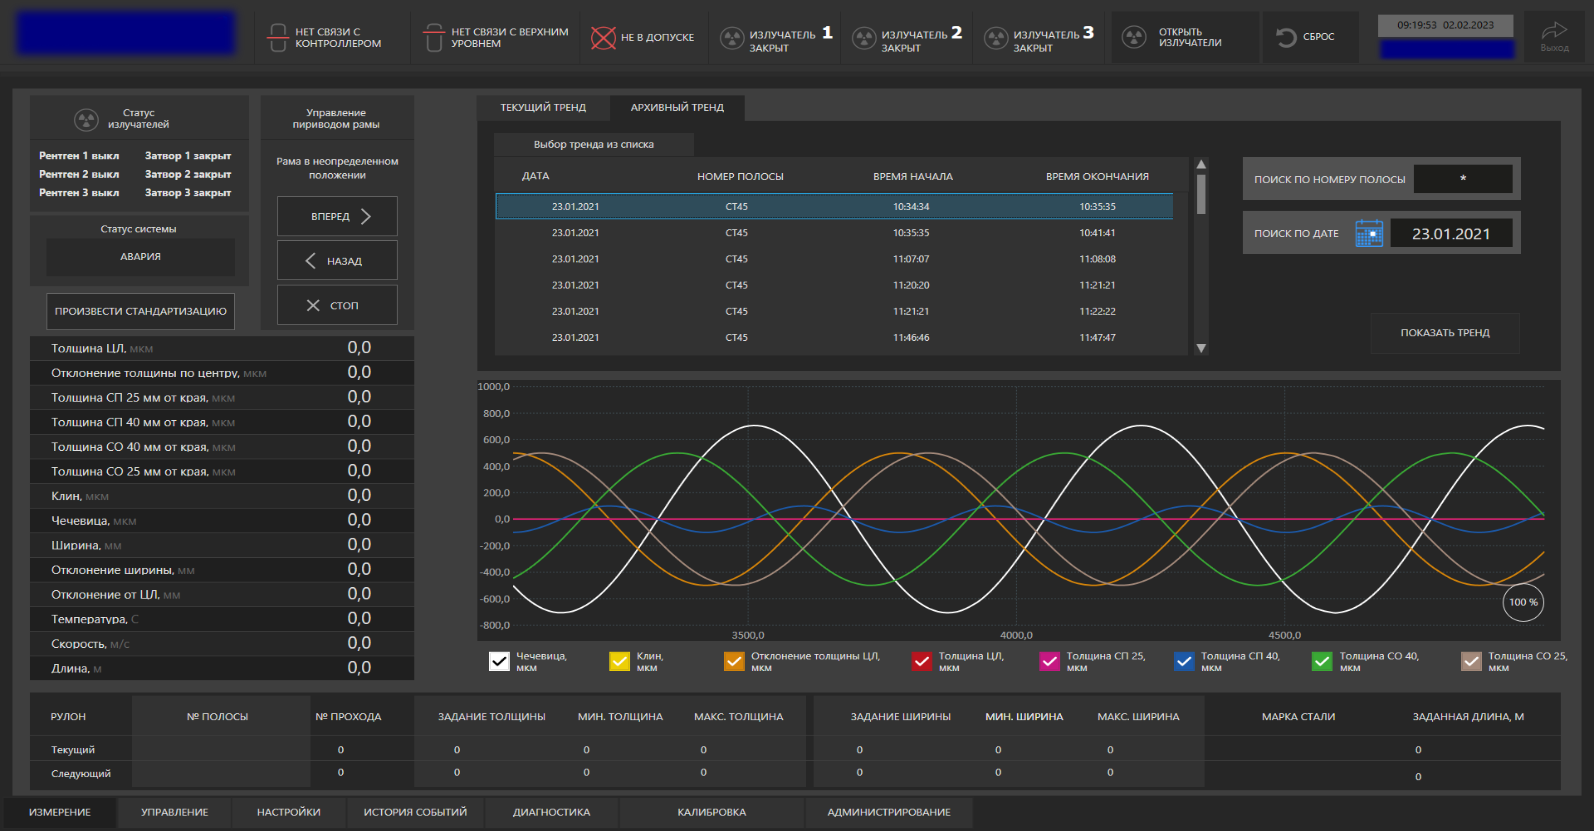 НЕТ СВЯЗИ С
КОНТРОЛЛЕРОМ
НЕТ СВЯЗИ С ВЕРХНИМ
УРОВНЕМ
НЕ В ДОПУСКЕ
ИЗЛУЧАТЕЛЬ 1
ЗАКРЫТ
ИЗЛУЧАТЕЛЬ 2
ЗАКРЫТ
ИЗЛУЧАТЕЛЬ 3
ЗАКРЫТ
ОТКРЫТЬ
ИЗЛУЧАТЕЛИ
СБРОС
09:19:53 02.02.2023
Выход
Статус
излучателей
Рентген 1 выкл Затвор 1 закрыт
Рентген 2 выкл Затвор 2 закрыт
Рентген 3 выкл Затвор 3 закрыт
Статус системы
АВАРИЯ
ПРОИЗВЕСТИ СТАНДАРТИЗАЦИЮ
Управление
пириводом рамы
Рама в неопределенном
положении
ВПЕРЕД
НАЗАД
СТОП
Толщина ЦЛ, мкм 0,0
Отклонение толщины по центру, мкм 0,0
Толщина СП 25 мм от края, мкм 0,0
Толщина СП 40 мм от края, мкм 0,0
Толщина СО 40 мм от края, мкм 0,0
Толщина СО 25 мм от края, мкм 0,0
Клин, мкм 0,0
Чечевица, мкм 0,0
Ширина, мм 0,0
Отклонение ширины, мм 0,0
Отклонение от ЦЛ, мм 0,0
Температура, С 0,0
Скорость, м/с 0,0
Длина, м 0,0
ТЕКУЩИЙ ТРЕНД АРХИВНЫЙ ТРЕНД
Выбор тренда из списка
ДАТА НОМЕР ПОЛОСЫ ВРЕМЯ НАЧАЛА ВРЕМЯ ОКОНЧАНИЯ
23.01.2021 СТ45 10:34:34 10:35:35
23.01.2021 СТ45 10:35:35 10:41:41
23.01.2021 СТ45 11:07:07 11:08:08
23.01.2021 СТ45 11:20:20 11:21:21
23.01.2021 СТ45 11:21:21 11:22:22
23.01.2021 СТ45 11:46:46 11:47:47
ПОИСК ПО НОМЕРУ ПОЛОСЫ *
ПОИСК ПО ДАТЕ 23.01.2021
ПОКАЗАТЬ ТРЕНД
1000,0
800,0
600,0
400,0
200,0
0,0
-200,0
-400,0
-600,0
-800,0
3500,0 4000,0 4500,0
100 %
Чечевица,
мкм
Клин,
мкм
Отклонение толщины ЦЛ,
мкм
Толщина ЦЛ,
мкм
Толщина СП 25,
мкм
Толщина СП 40,
мкм
Толщина СО 40,
мкм
Толщина СО 25,
мкм
РУЛОН № ПОЛОСЫ № ПРОХОДА ЗАДАНИЕ ТОЛЩИНЫ МИН. ТОЛЩИНА МАКС. ТОЛЩИНА ЗАДАНИЕ ШИРИНЫ МИН. ШИРИНА МАКС. ШИРИНА МАРКА СТАЛИ ЗАДАННАЯ ДЛИНА, М
Текущий 0 0 0 0 0 0 0 0
Следующий 0 0 0 0 0 0 0 0
ИЗМЕРЕНИЕ УПРАВЛЕНИЕ НАСТРОЙКИ ИСТОРИЯ СОБЫТИЙ ДИАГНОСТИКА КАЛИБРОВКА АДМИНИСТРИРОВАНИЕ